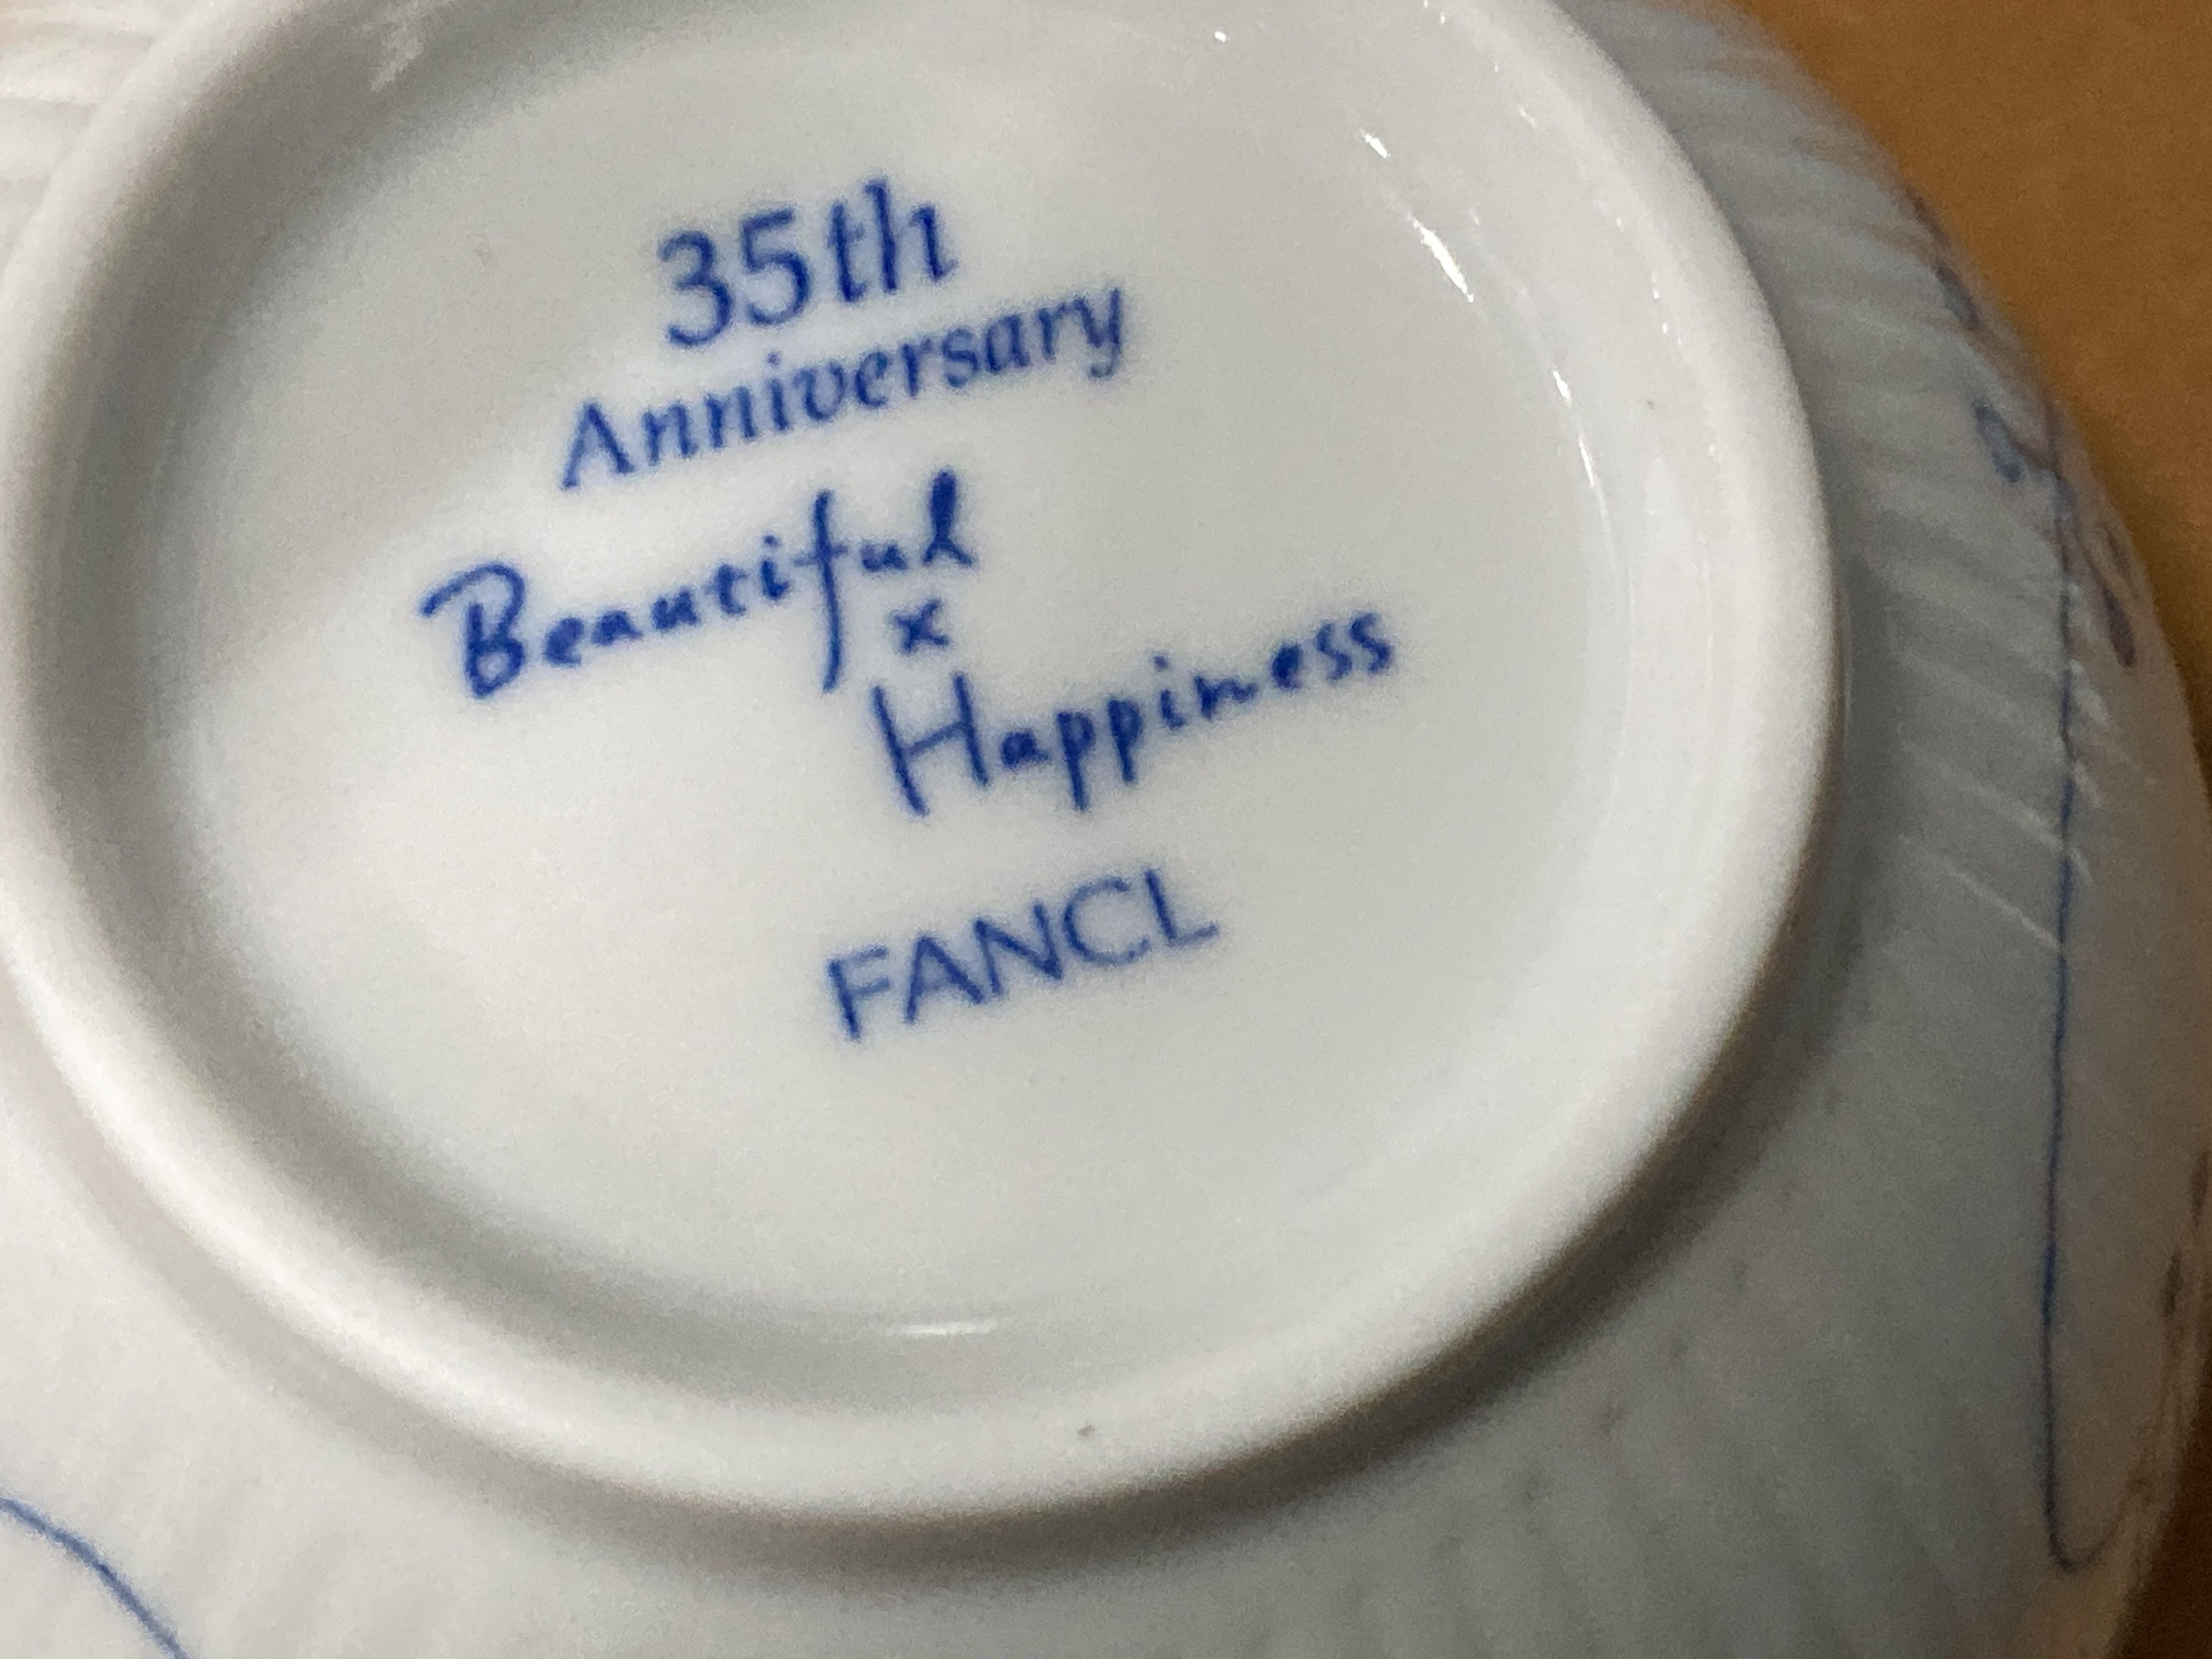 35th
Anniversary
Beautiful
x
Happiness
FANCL